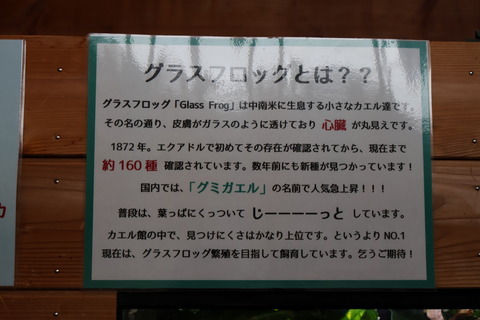 グラスフロッグとは？？
グラスフロッグ「Glass Frog」は中南米に生息する小さなカエル達です。
その名の通り、皮膚がガラスのように透けており 心臓 が丸見えです。
1872年。エクアドルで初めてその存在が確認されてから、現在まで
約160種 確認されています。数年前にも新種が見つかっています！
国内では、「グミガエル」の名前で人気急上昇！！！
普段は、葉っぱにくっついて じーーーーっと しています。
カエル館の中で、見つけにくさはかなり上位です。というよりNO.1
現在は、グラスフロッグ繁殖を目指して飼育しています。乞うご期待！